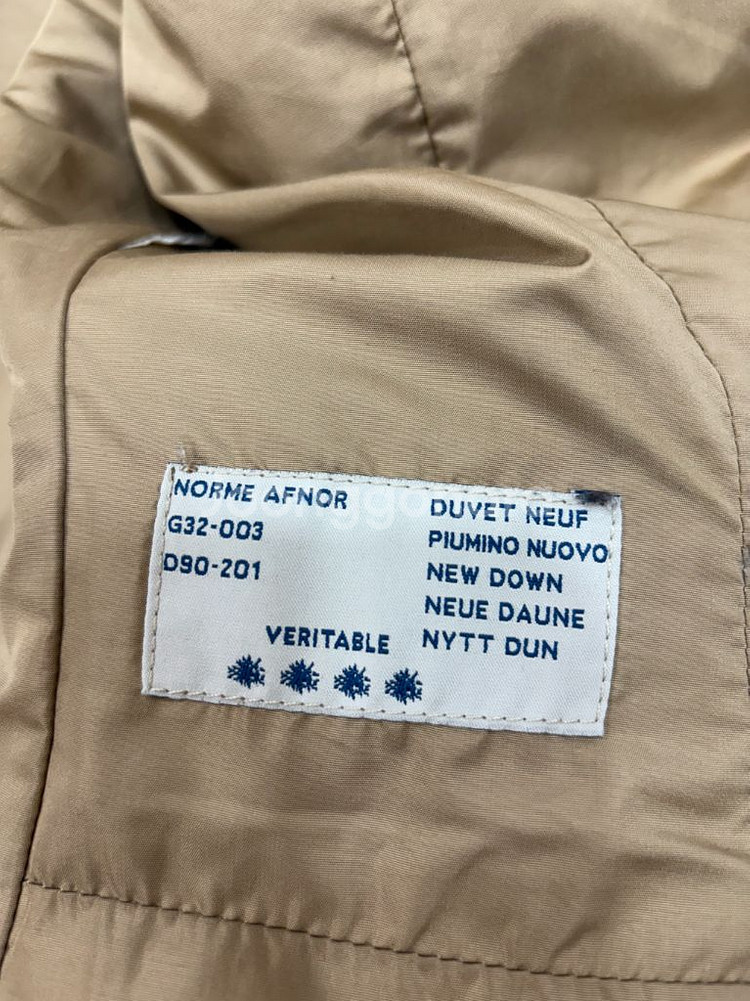 NORME AFNOR
G32-003
D90-201
VERITABLE
DUVET NEUF
PIUMINO NUOVO
NEW DOWN
NEUE DAUNE
NYTT DUN